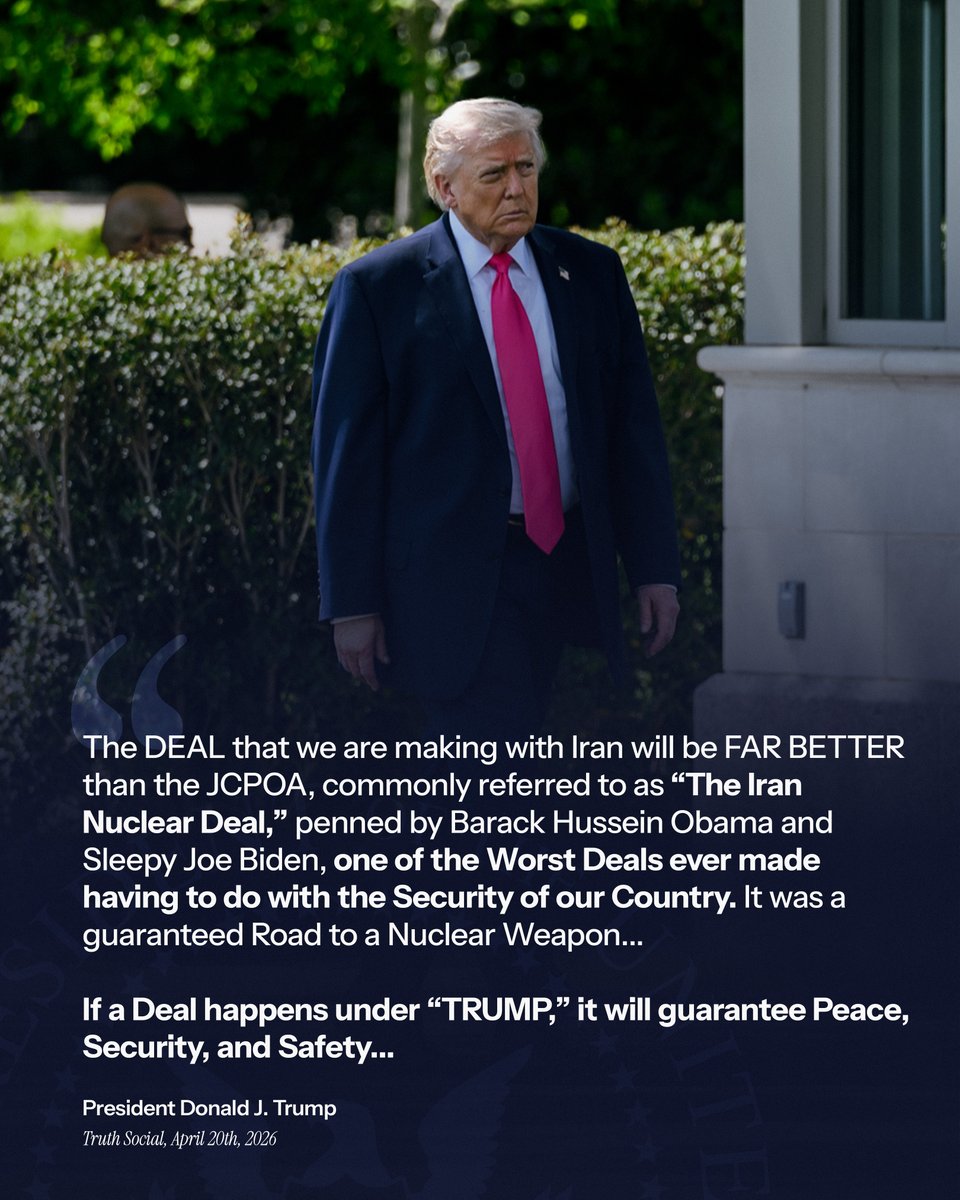 The DEAL that we are making with Iran will be FAR BETTER
than the JCPOA, commonly referred to as “The Iran
Nuclear Deal,” penned by Barack Hussein Obama and
Sleepy Joe Biden, one of the Worst Deals ever made
having to do with the Security of our Country. It was a
guaranteed Road to a Nuclear Weapon...
If a Deal happens under “TRUMP,” it will guarantee Peace,
Security, and Safety...
President Donald J. Trump
Truth Social, April 20th, 2026